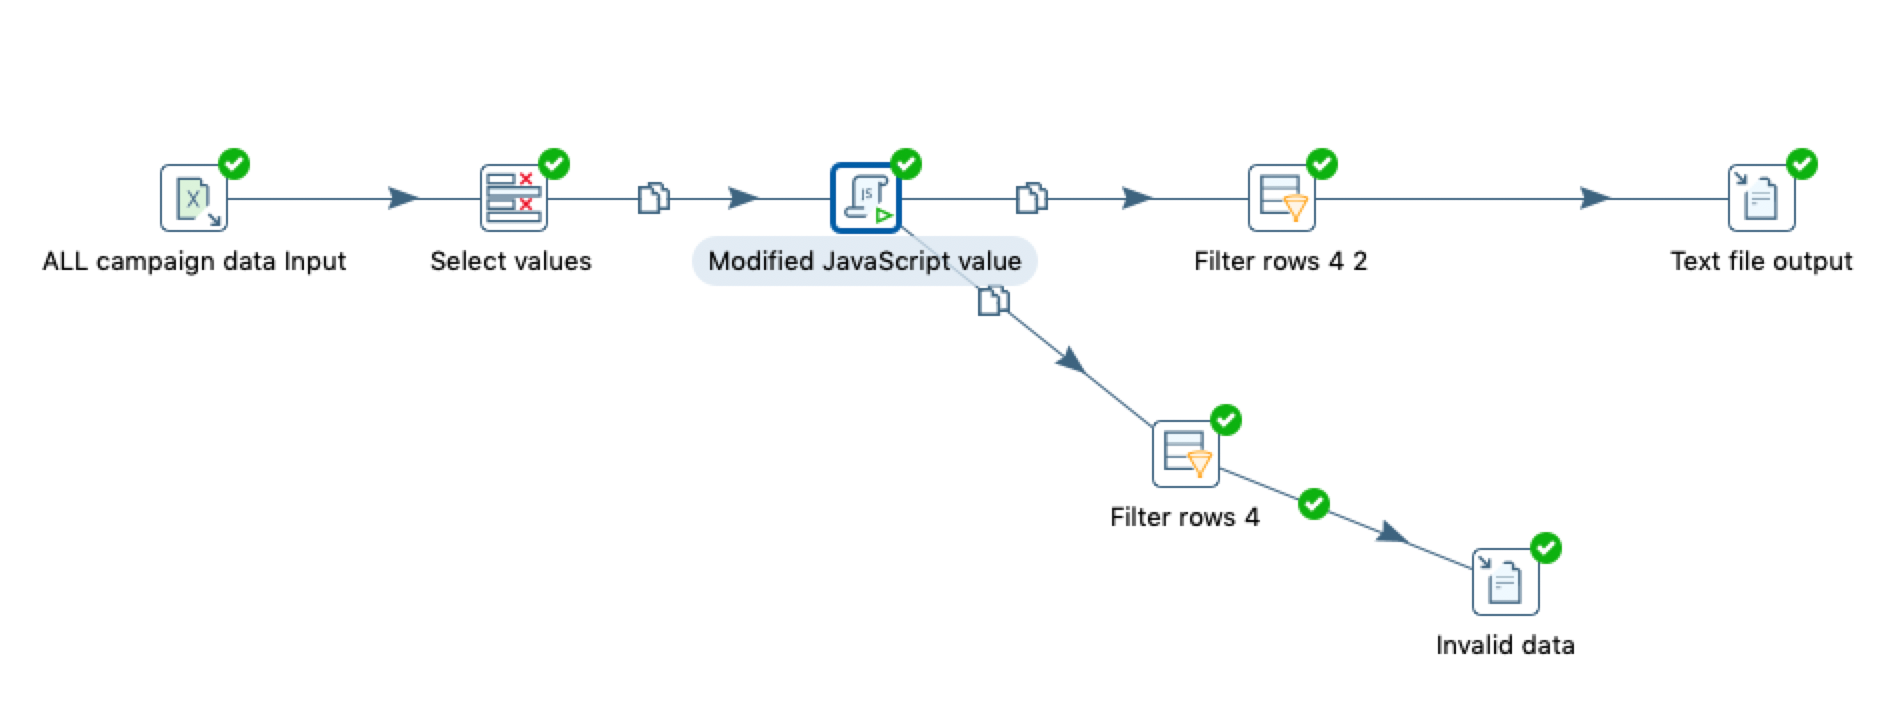 X
JS
ALL campaign data Input
Select values
Modified JavaScript value
Filter rows 4 2
Text file output
Filter rows 4
Invalid data